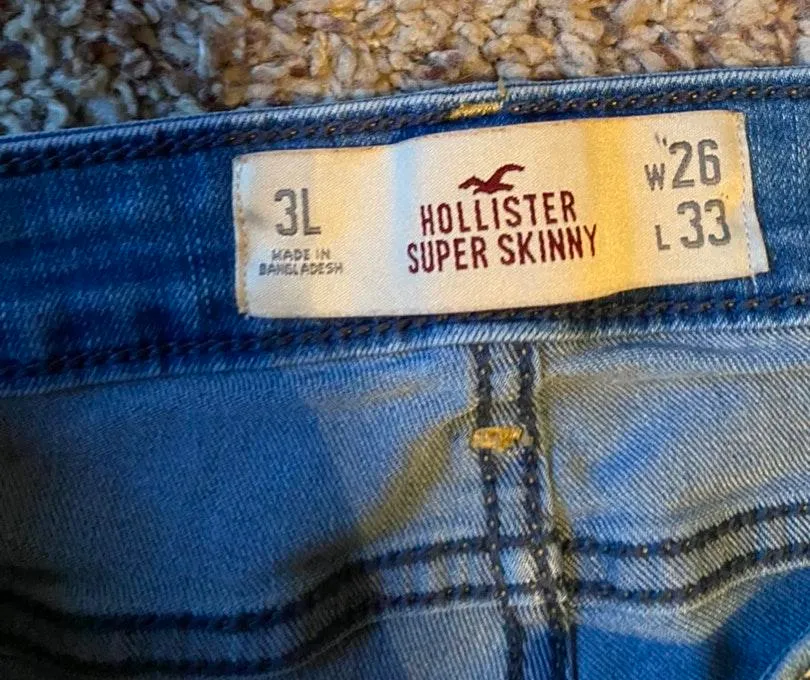 3L
MADE IN
BANGLADESH
HOLLISTER
SUPER SKINNY
W26
L33